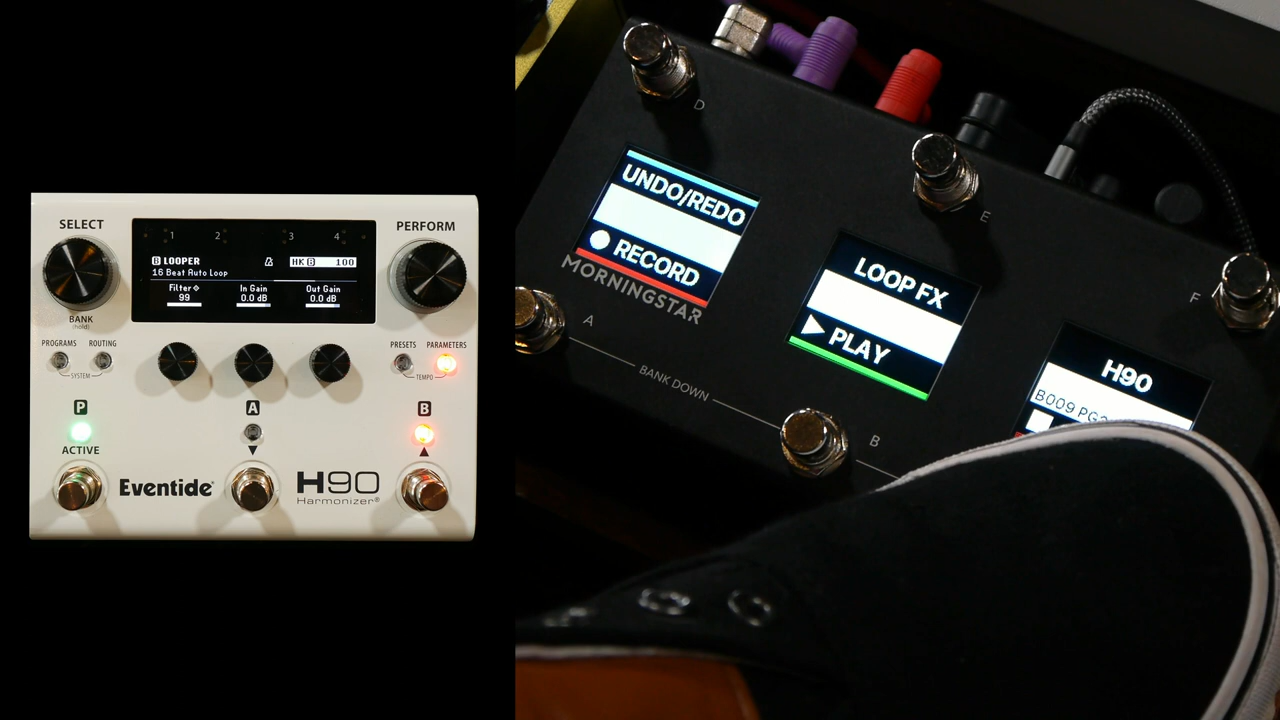 SELECT
PERFORM
1 2 3 4
B LOOPER
HK B 100
16 Beat Auto Loop
Filter In Gain Out Gain
99 0.0 dB 0.0 dB
BANK
(hold)
PROGRAMS ROUTING
SYSTEM
PRESETS PARAMETERS
TEMPO
P A B
ACTIVE
Eventide®
H90
Harmonizer®
D
E
F
UNDO/REDO
RECORD
MORNINGSTAR
LOOP FX
PLAY
H90
B009
A
BANK DOWN
B